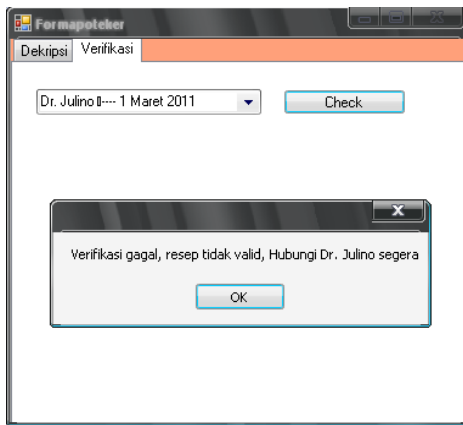 Formapoteker
Dekripsi Verifikasi
Dr. Julino ▯---- 1 Maret 2011 Check
Verifikasi gagal, resep tidak valid, Hubungi Dr. Julino segera
OK